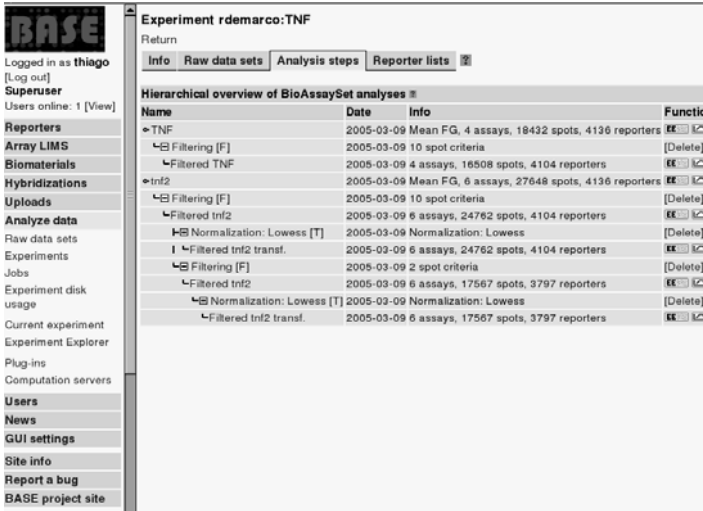 BASE
Logged in as thiago
[Log out]
Superuser
Users online: 1 [View]
Reporters
Array LIMS
Biomaterials
Hybridizations
Uploads
Analyze data
Raw data sets
Experiments
Jobs
Experiment disk
usage
Current experiment
Experiment Explorer
Plug-ins
Computation servers
Users
News
GUI settings
Site info
Report a bug
BASE project site
Experiment rdemarco:TNF
Return
Info Raw data sets Analysis steps Reporter lists ?
Hierarchical overview of BioAssaySet analyses
Name Date Info Functio
TNF 2005-03-09 Mean FG, 4 assays, 18432 spots, 4136 reporters
Filtering [F] 2005-03-09 10 spot criteria [Delete]
Filtered TNF 2005-03-09 4 assays, 16508 spots, 4104 reporters
tnf2 2005-03-09 Mean FG, 6 assays, 27648 spots, 4136 reporters
Filtering [F] 2005-03-09 10 spot criteria [Delete]
Filtered tnf2 2005-03-09 6 assays, 24762 spots, 4104 reporters
Normalization: Lowess [T] 2005-03-09 Normalization: Lowess [Delete]
Filtered tnf2 transf. 2005-03-09 6 assays, 24762 spots, 4104 reporters
Filtering [F] 2005-03-09 2 spot criteria [Delete]
Filtered tnf2 2005-03-09 6 assays, 17567 spots, 3797 reporters
Normalization: Lowess [T] 2005-03-09 Normalization: Lowess [Delete]
Filtered tnf2 transf. 2005-03-09 6 assays, 17567 spots, 3797 reporters